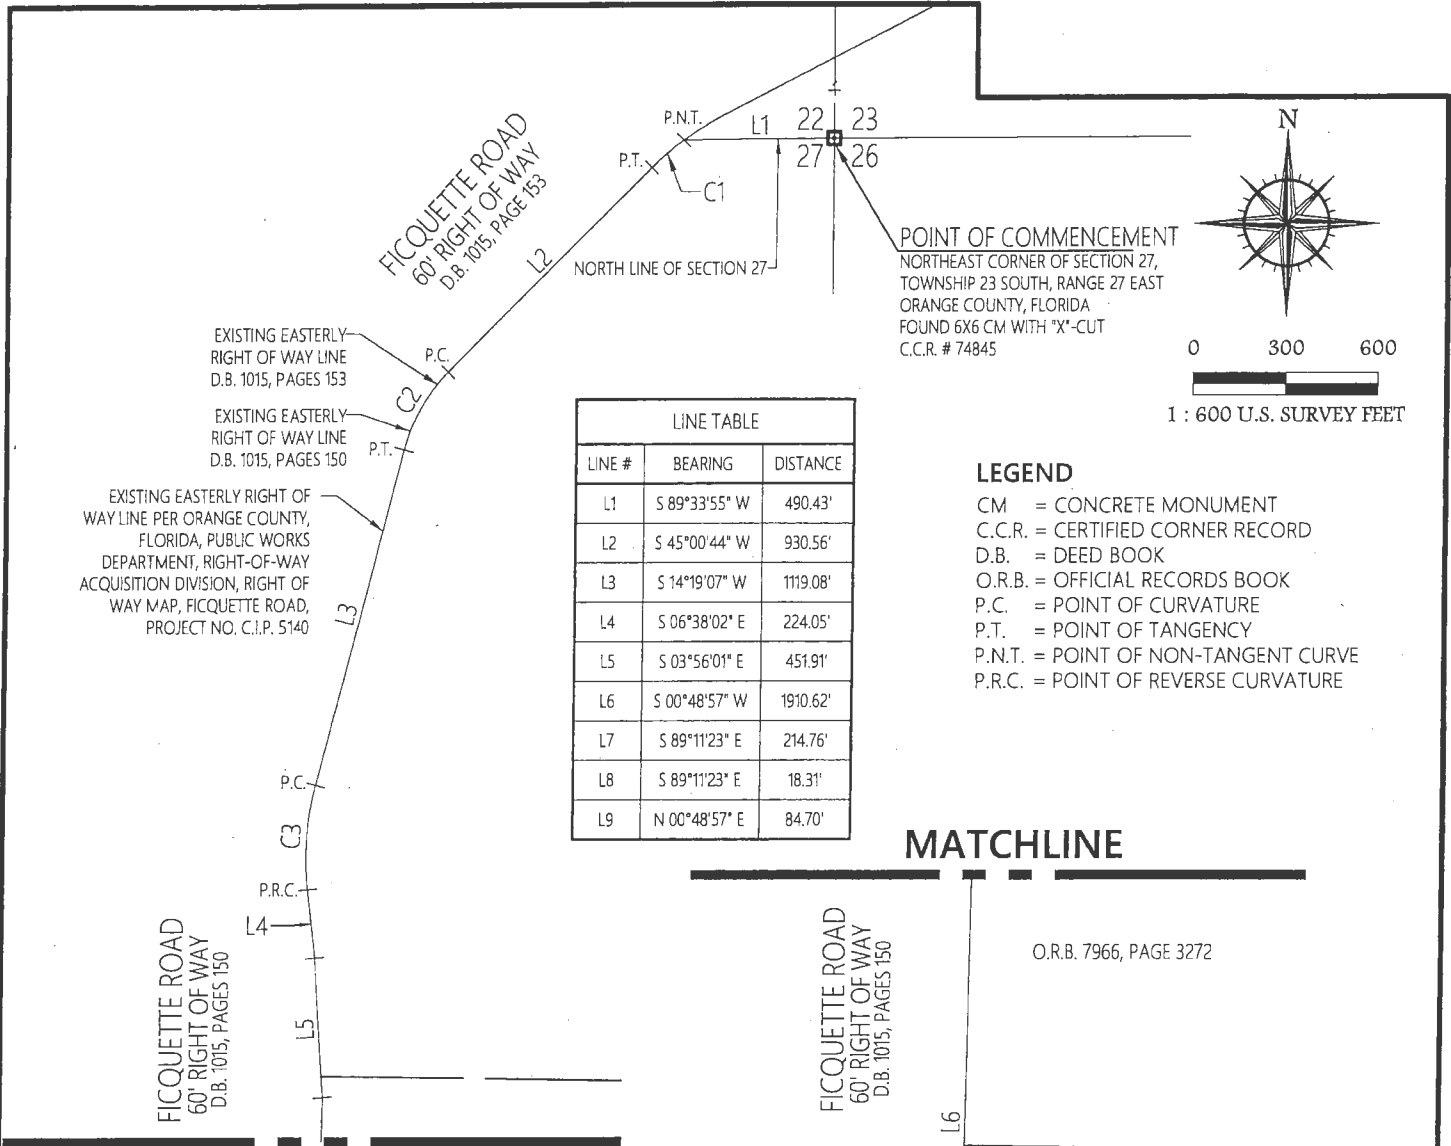 P.N.T.
L1
22 23
27 26
P.T.
C1
FICQUETTE ROAD
60' RIGHT OF WAY
D.B. 1015, PAGE 153
L2
NORTH LINE OF SECTION 27
POINT OF COMMENCEMENT
NORTHEAST CORNER OF SECTION 27,
TOWNSHIP 23 SOUTH, RANGE 27 EAST
ORANGE COUNTY, FLORIDA
FOUND 6X6 CM WITH "X"-CUT
C.C.R. # 74845
N
0 300 600
1 : 600 U.S. SURVEY FEET
EXISTING EASTERLY
RIGHT OF WAY LINE
D.B. 1015, PAGES 153
P.C.
C2
EXISTING EASTERLY
RIGHT OF WAY LINE
D.B. 1015, PAGES 150
P.T.
EXISTING EASTERLY RIGHT OF
WAY LINE PER ORANGE COUNTY,
FLORIDA, PUBLIC WORKS
DEPARTMENT, RIGHT-OF-WAY
ACQUISITION DIVISION, RIGHT OF
WAY MAP, FICQUETTE ROAD,
PROJECT NO. C.I.P. 5140
L3
LINE TABLE
LINE # BEARING DISTANCE
L1 S 89°33'55" W 490.43'
L2 S 45°00'44" W 930.56'
L3 S 14°19'07" W 1119.08'
L4 S 06°38'02" E 224.05'
L5 S 03°56'01" E 451.91'
L6 S 00°48'57" W 1910.62'
L7 S 89°11'23" E 214.76'
L8 S 89°11'23" E 18.31'
L9 N 00°48'57" E 84.70'
LEGEND
CM = CONCRETE MONUMENT
C.C.R. = CERTIFIED CORNER RECORD
D.B. = DEED BOOK
O.R.B. = OFFICIAL RECORDS BOOK
P.C. = POINT OF CURVATURE
P.T. = POINT OF TANGENCY
P.N.T. = POINT OF NON-TANGENT CURVE
P.R.C. = POINT OF REVERSE CURVATURE
P.C.
C3
P.R.C.
L4
FICQUETTE ROAD
60' RIGHT OF WAY
D.B. 1015, PAGES 150
L5
MATCHLINE
FICQUETTE ROAD
60' RIGHT OF WAY
D.B. 1015, PAGES 150
O.R.B. 7966, PAGE 3272
L6